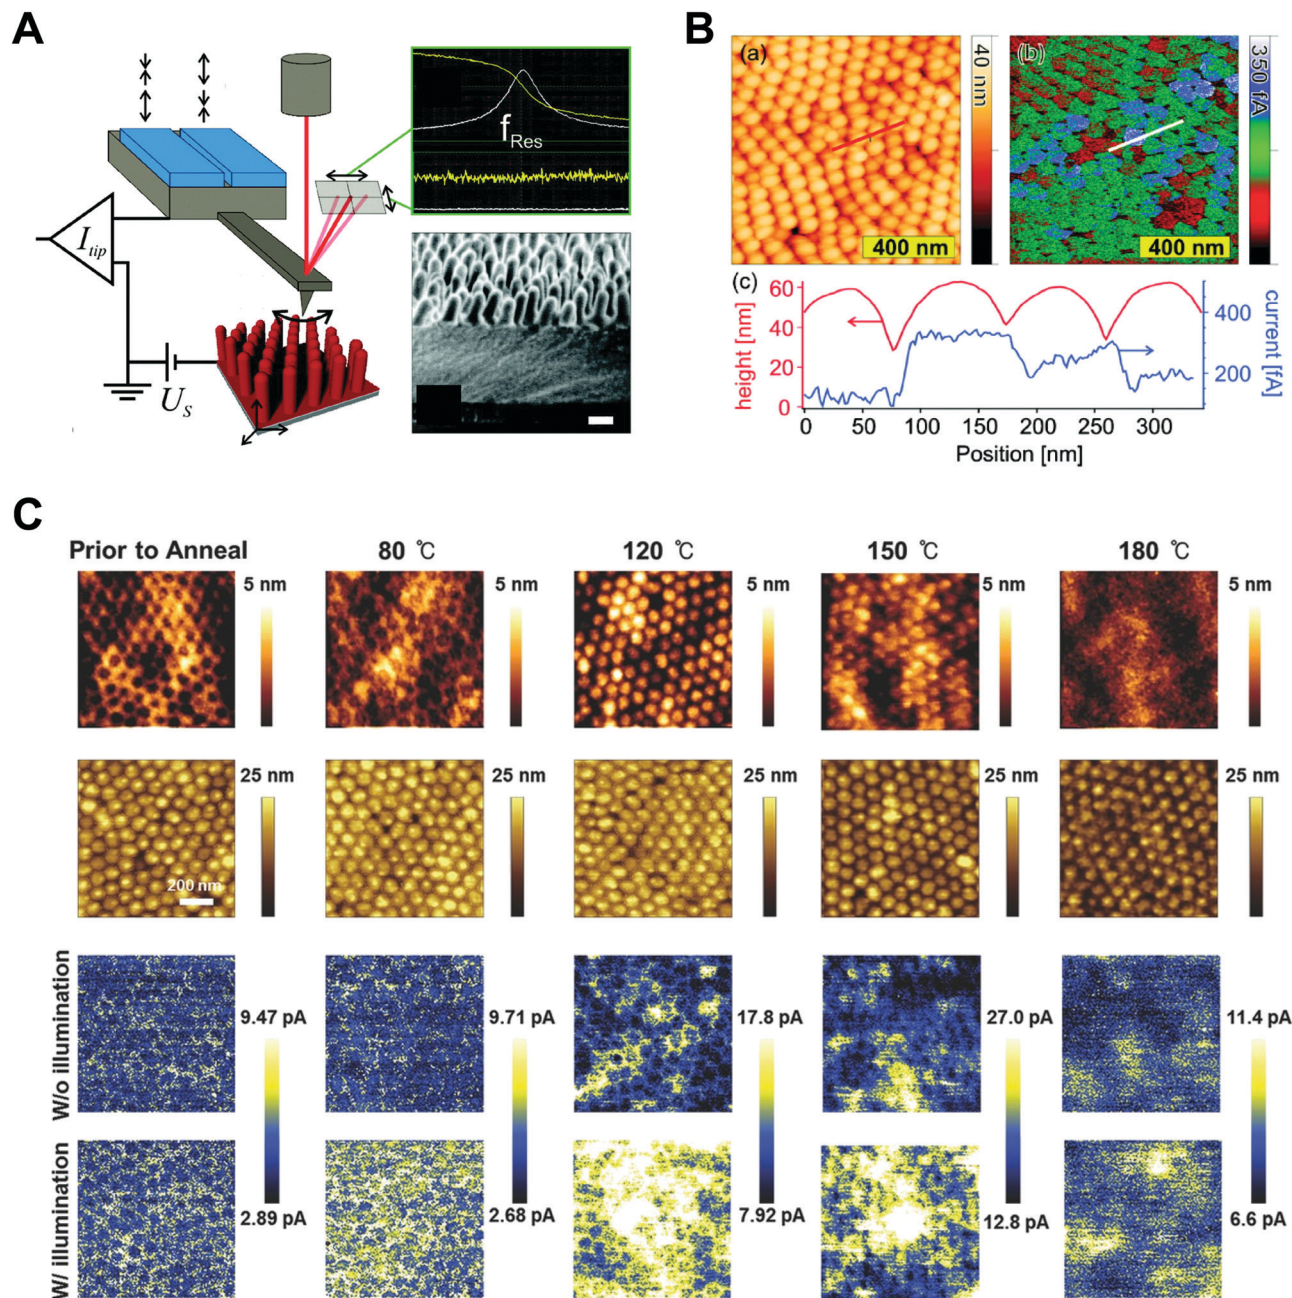 A
f Res
I tip
U S
B
(a)
40 nm
400 nm
(b)
350 fA
400 nm
(c)
height [nm]
60
40
20
0
400
200
current [fA]
0 50 100 150 200 250 300
Position [nm]
C
Prior to Anneal 80 ℃ 120 ℃ 150 ℃ 180 ℃
5 nm 5 nm 5 nm 5 nm 5 nm
25 nm 25 nm 25 nm 25 nm 25 nm
200 nm
W/o illumination
9.47 pA 9.71 pA 17.8 pA 27.0 pA 11.4 pA
W/ illumination
2.89 pA 2.68 pA 7.92 pA 12.8 pA 6.6 pA